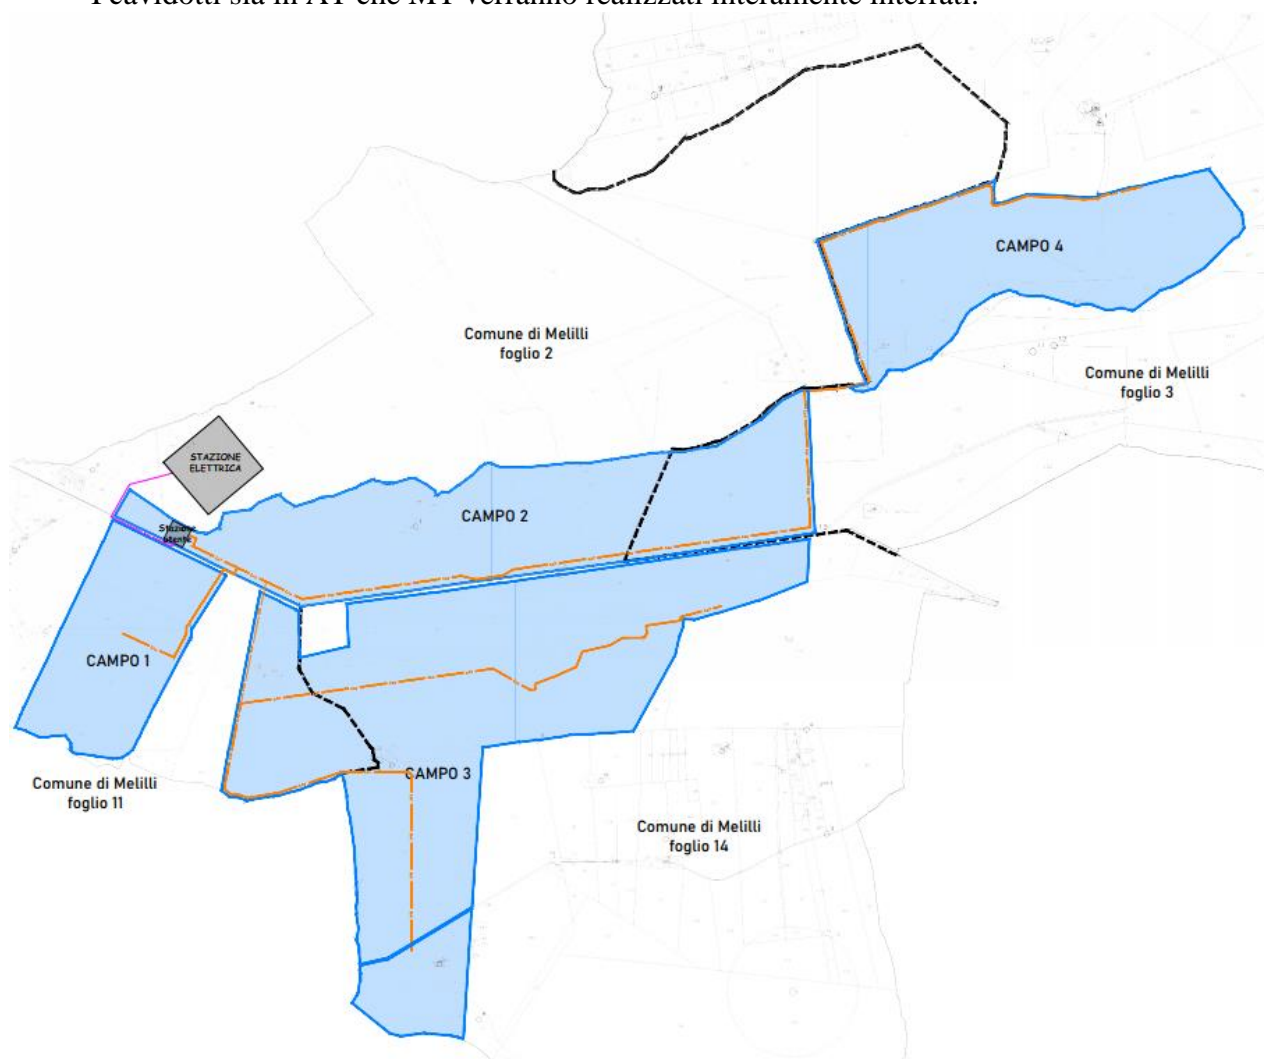 I cavidotti sia in AT che MT verranno realizzati interamente interrati.
CAMPO 4
Comune di Melilli
foglio 2
Comune di Melilli
foglio 3
STAZIONE
ELETTRICA
CAMPO 2
Stazione
utente
CAMPO 1
CAMPO 3
Comune di Melilli
foglio 11
Comune di Melilli
foglio 14